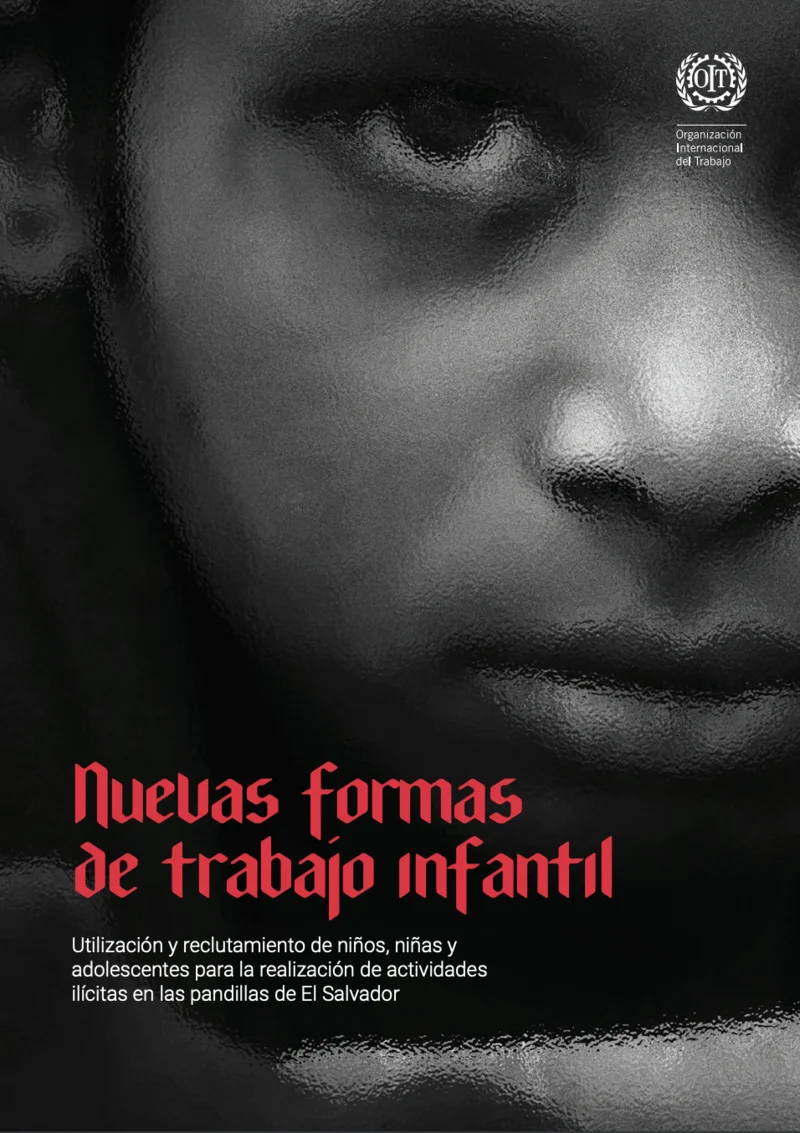 OIT
Organización
Internacional
del Trabajo
Nuevas formas
de trabajo infantil
Utilización y reclutamiento de niños, niñas y
adolescentes para la realización de actividades
ilícitas en las pandillas de El Salvador